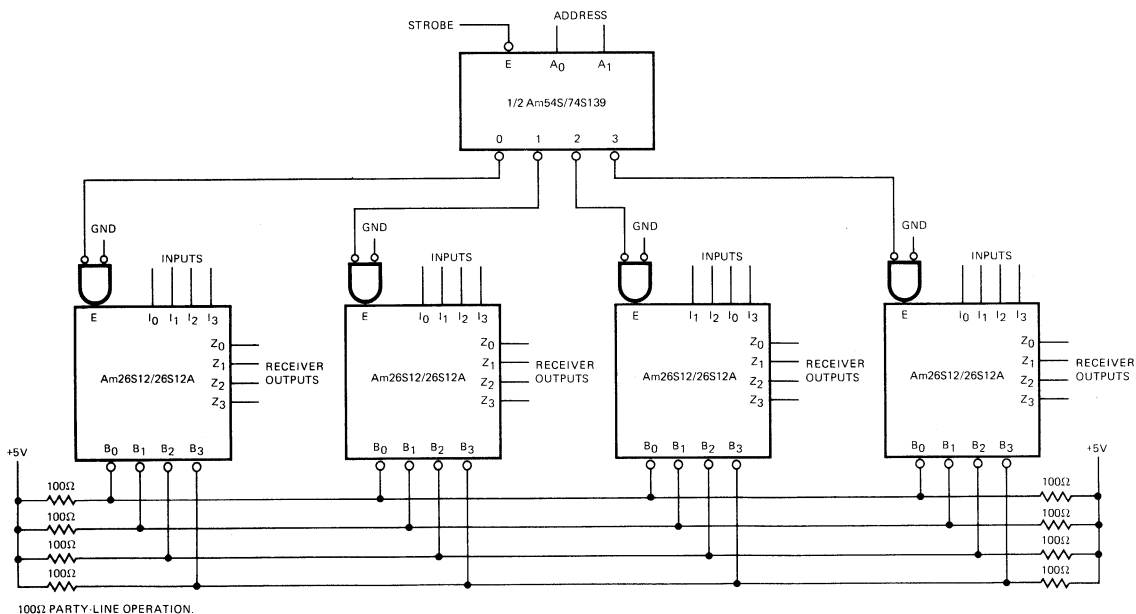 STROBE
ADDRESS
E A0 A1
1/2 Am54S/74S139
0 1 2 3
GND GND GND GND
INPUTS INPUTS INPUTS INPUTS
E I0 I1 I2 I3
E I0 I1 I2 I3
E I1 I2 I0 I3
E I0 I1 I2 I3
Z0 Z0 Z0 Z0
Z1 Z1 Z1 Z1
Am26S12/26S12A RECEIVER OUTPUTS
Am26S12/26S12A RECEIVER OUTPUTS
Am26S12/26S12A RECEIVER OUTPUTS
Am26S12/26S12A RECEIVER OUTPUTS
Z2 Z2 Z2 Z2
Z3 Z3 Z3 Z3
B0 B1 B2 B3
B0 B1 B2 B3
B0 B1 B2 B3
B0 B1 B2 B3
+5V +5V
100Ω 100Ω
100Ω 100Ω
100Ω 100Ω
100Ω 100Ω
100Ω PARTY-LINE OPERATION.